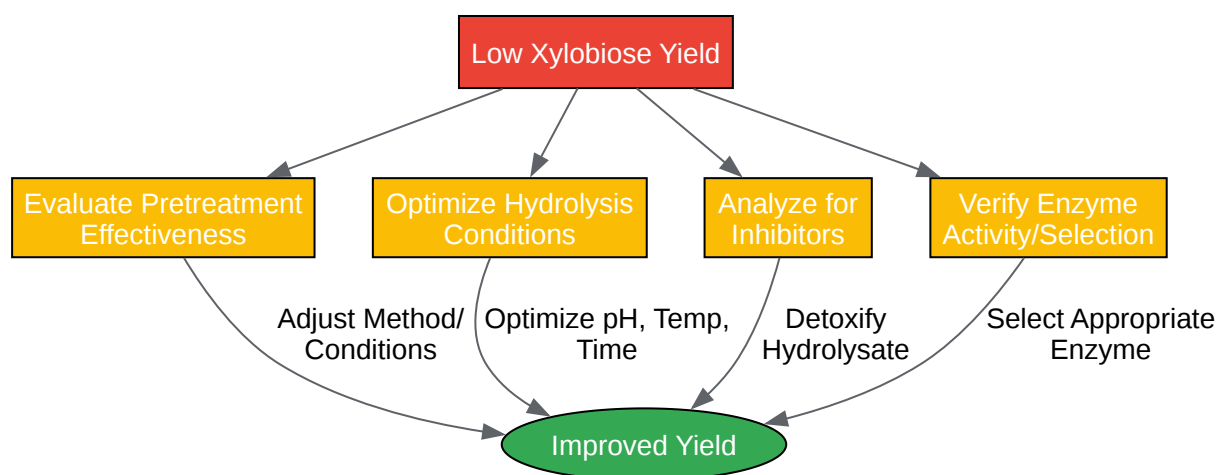 Low Xylobiose Yield
Evaluate Pretreatment
Effectiveness
Optimize Hydrolysis
Conditions
Analyze for
Inhibitors
Verify Enzyme
Activity/Selection
Adjust Method/
Conditions
Optimize pH, Temp,
Time
Detoxify
Hydrolysate
Select Appropriate
Enzyme
Improved Yield